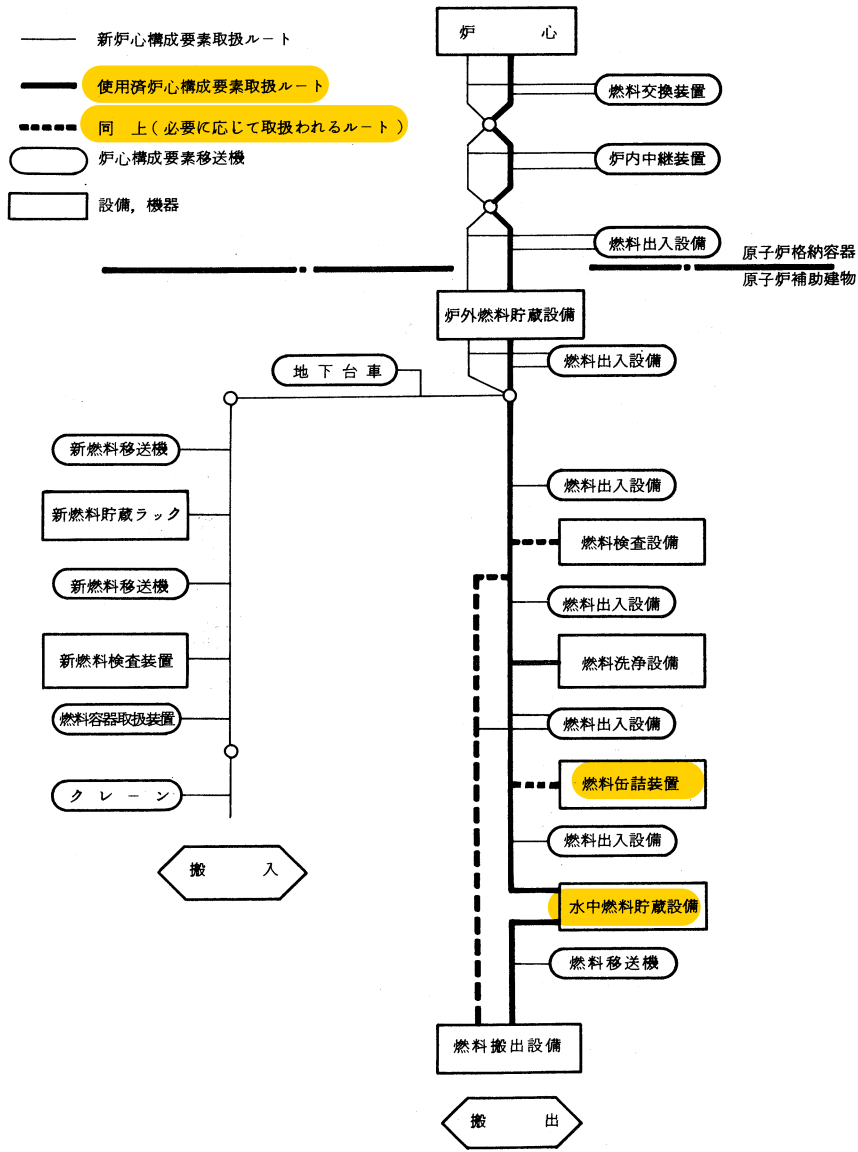 新炉心構成要素取扱ルート
使用済炉心構成要素取扱ルート
同 上(必要に応じて取扱われるルート)
炉心構成要素移送機
設備,機器
炉 心
燃料交換装置
炉内中継装置
燃料出入設備
原子炉格納容器
原子炉補助建物
炉外燃料貯蔵設備
燃料出入設備
地下台車
新燃料移送機
新燃料貯蔵ラック
新燃料移送機
新燃料検査装置
燃料容器取扱装置
クレーン
搬 入
燃料出入設備
燃料検査設備
燃料出入設備
燃料洗浄設備
燃料出入設備
燃料缶詰装置
燃料出入設備
水中燃料貯蔵設備
燃料移送機
燃料搬出設備
搬 出